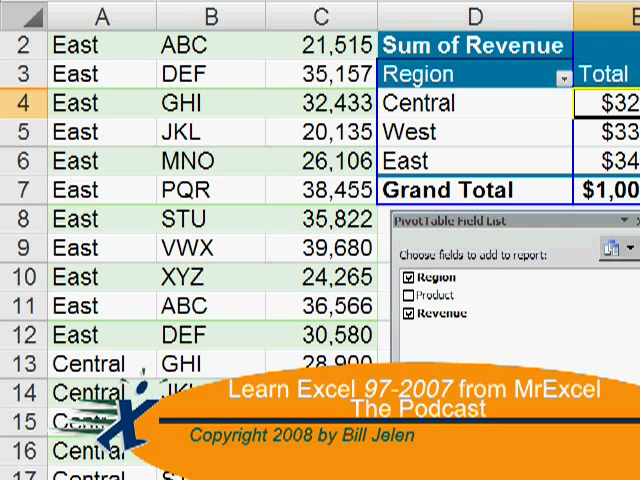 A B C D E
2 East ABC 21,515 Sum of Revenue
3 East DEF 35,157 Region Total
4 East GHI 32,433 Central $32
5 East JKL 20,135 West $33
6 East MNO 26,106 East $34
7 East PQR 38,455 Grand Total $1,00
8 East STU 35,822
PivotTable Field List
9 East VWX 39,680
Choose fields to add to report:
10 East XYZ 24,265 Region
Product
11 East ABC 36,566 Revenue
12 East DEF 30,580
13 Central GHI 28,900
14 Central
15
16
17
Learn Excel 97-2007 from MrExcel
The Podcast
Copyright 2008 by Bill Jelen